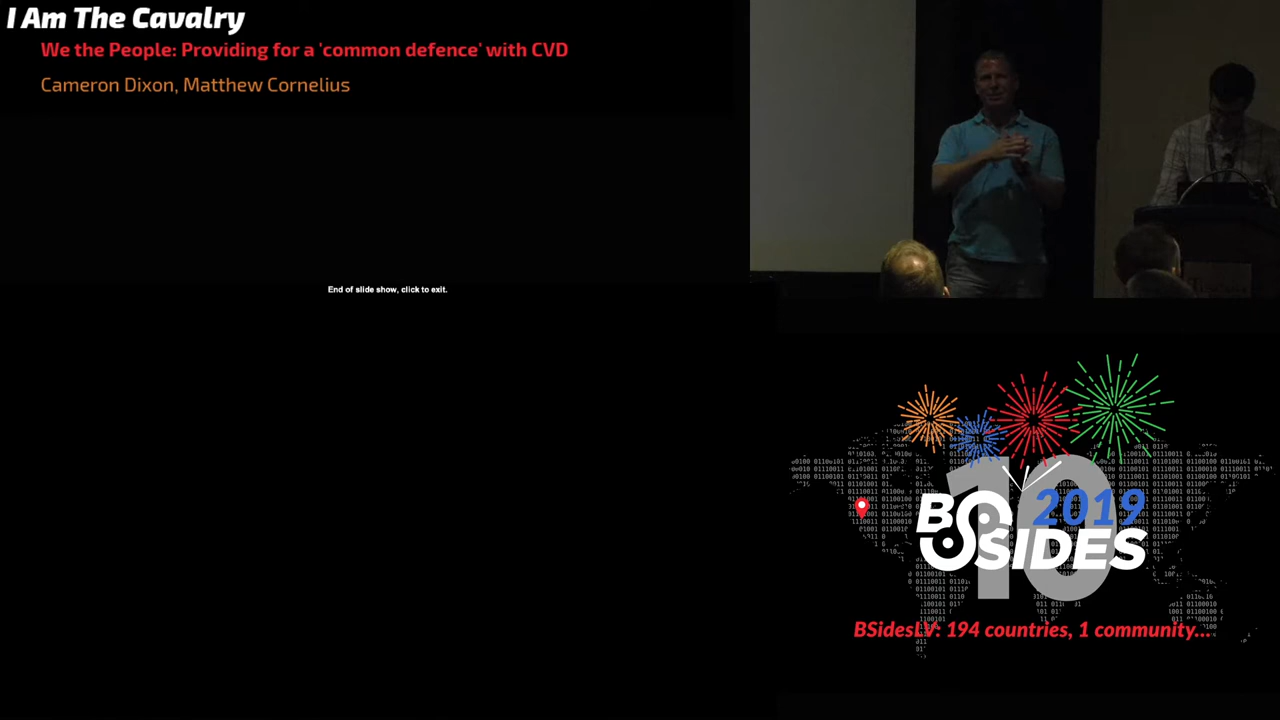 I Am The Cavalry
We the People: Providing for a 'common defence' with CVD
Cameron Dixon, Matthew Cornelius
End of slide show, click to exit.
10
2019
BSIDES
BSidesLV: 194 countries, 1 community...